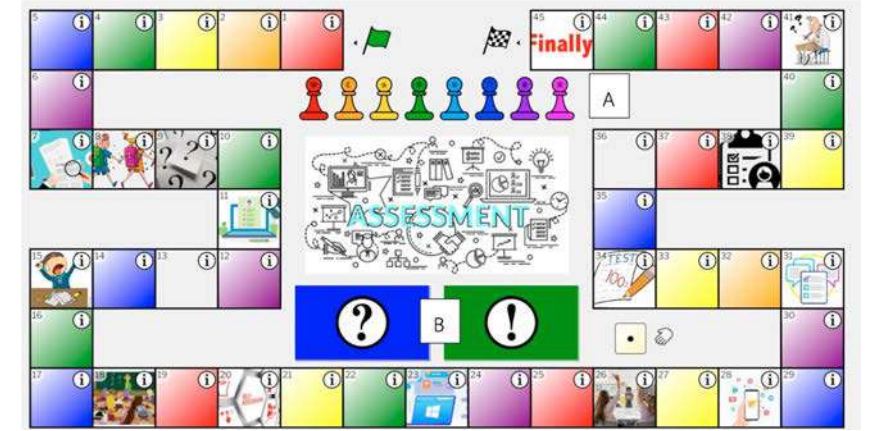 5 i 4 i 3 i 2 i 1 i 45 i 44 i 43 i 42 i 41 i
Finally
6 i 40 i
A
7 i 8 i 9 i 10 i 36 i 37 i 38 i 39 i
? ? ?
11 i 35 i
ASSESSMENT
15 i 14 i 13 i 12 i 34 i 33 i 32 i 31 i
TEST
100
16 i 30 i
? B !
17 i 18 i 19 i 20 i 21 i 22 i 23 i 24 i 25 i 26 i 27 i 28 i 29 i